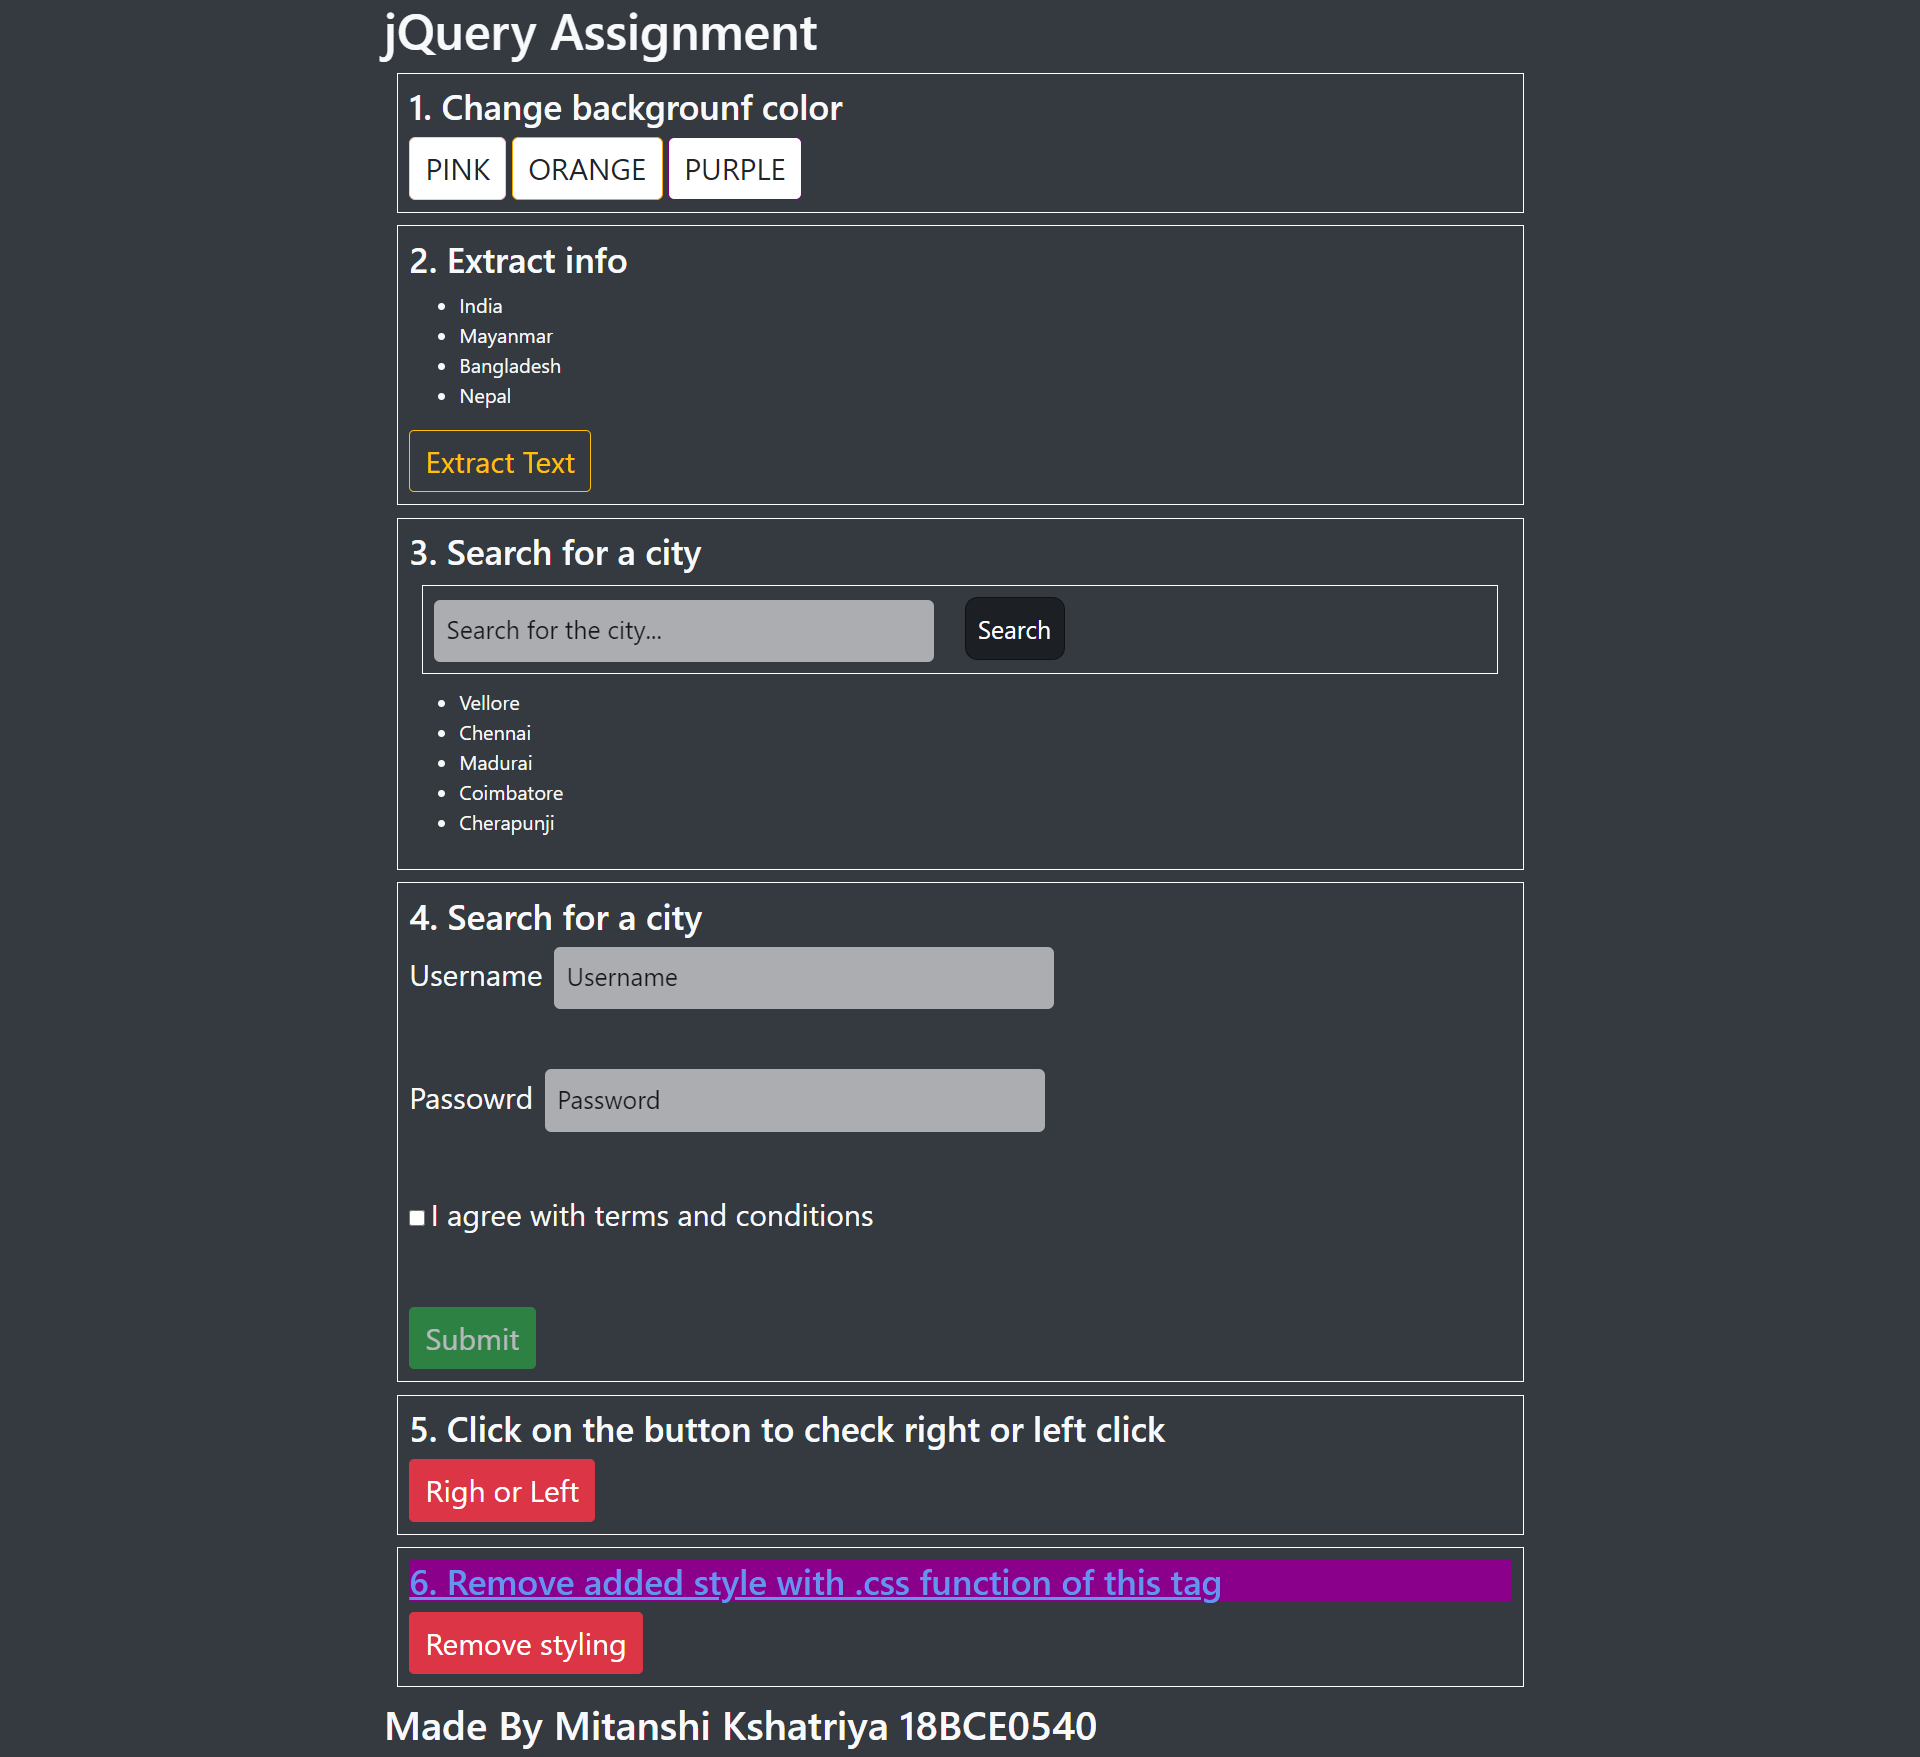 jQuery Assignment
1. Change backgrounf color
PINK ORANGE PURPLE
2. Extract info
India
Mayanmar
Bangladesh
Nepal
Extract Text
3. Search for a city
Search for the city... Search
Vellore
Chennai
Madurai
Coimbatore
Cherapunji
4. Search for a city
Username Username
Passowrd Password
I agree with terms and conditions
Submit
5. Click on the button to check right or left click
Righ or Left
6. Remove added style with .css function of this tag
Remove styling
Made By Mitanshi Kshatriya 18BCE0540